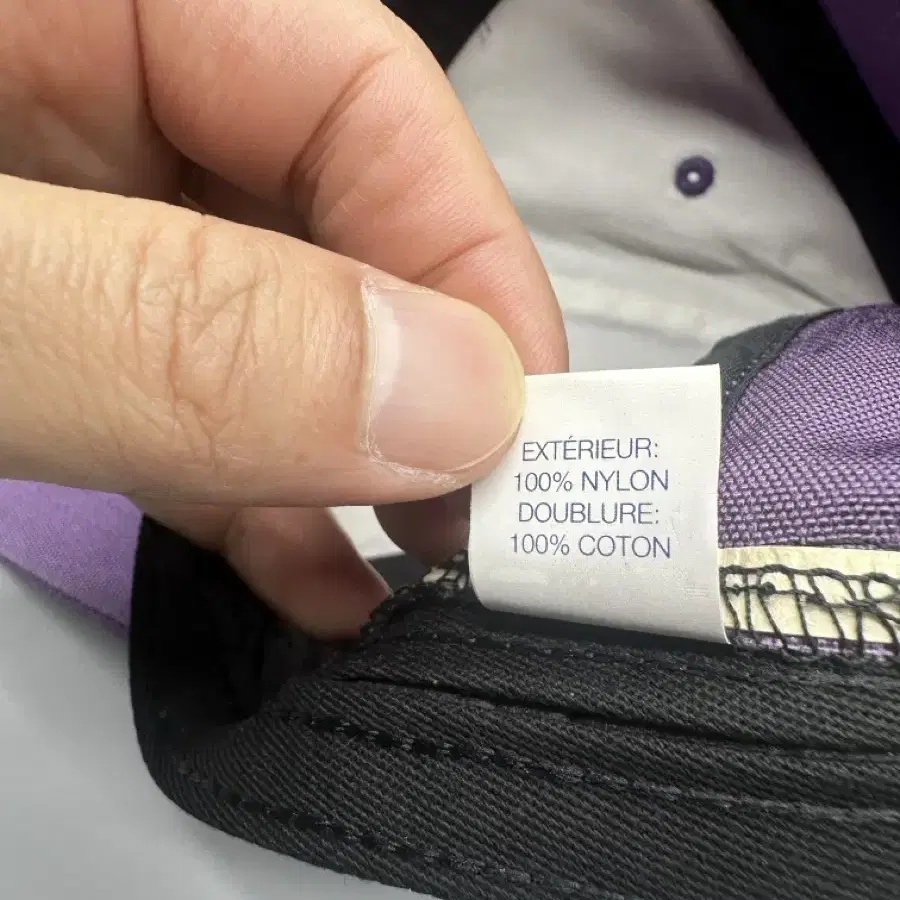 EXTÉRIEUR:
100% NYLON
DOUBLURE:
100% COTON